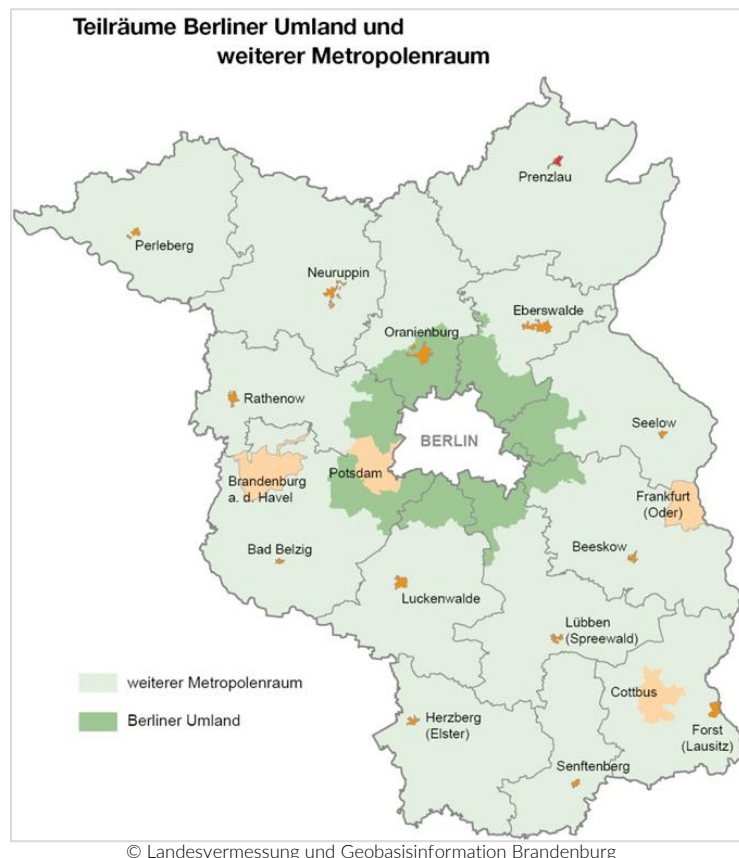 Teilräume Berliner Umland und
weiterer Metropolenraum
Prenzlau
Perleberg
Neuruppin
Eberswalde
Oranienburg
Rathenow
Seelow
BERLIN
Potsdam
Brandenburg
a. d. Havel
Frankfurt
(Oder)
Bad Belzig
Beeskow
Luckenwalde
Lübben
(Spreewald)
weiterer Metropolenraum
Cottbus
Berliner Umland
Herzberg
(Elster)
Forst
(Lausitz)
Senftenberg
© Landesvermessung und Geobasisinformation Brandenburg